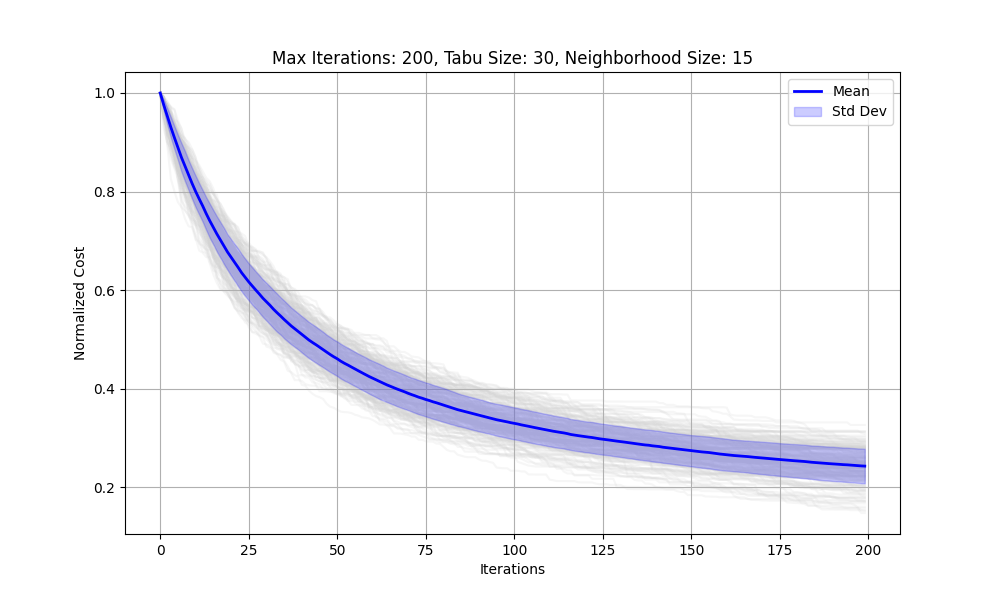 Max Iterations: 200, Tabu Size: 30, Neighborhood Size: 15
Mean
Std Dev
1.0
0.8
0.6
0.4
0.2
Normalized Cost
0 25 50 75 100 125 150 175 200
Iterations